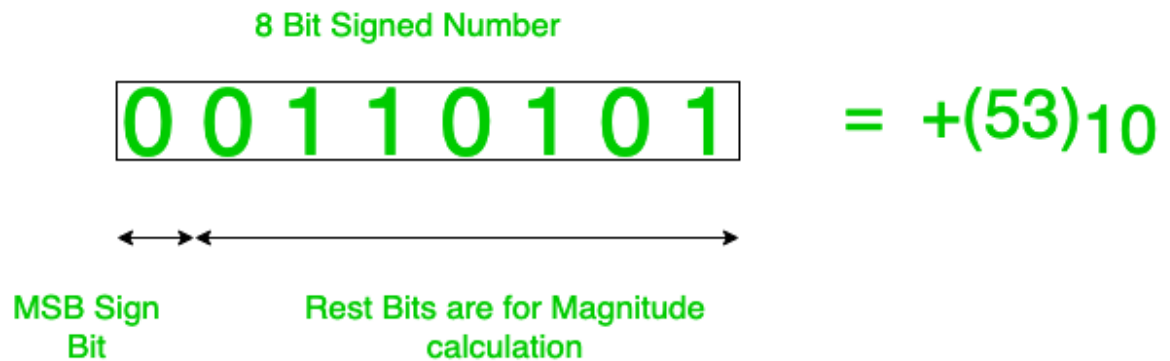 8 Bit Signed Number
0 0 1 1 0 1 0 1 = +(53)10
MSB Sign
Bit
Rest Bits are for Magnitude
calculation